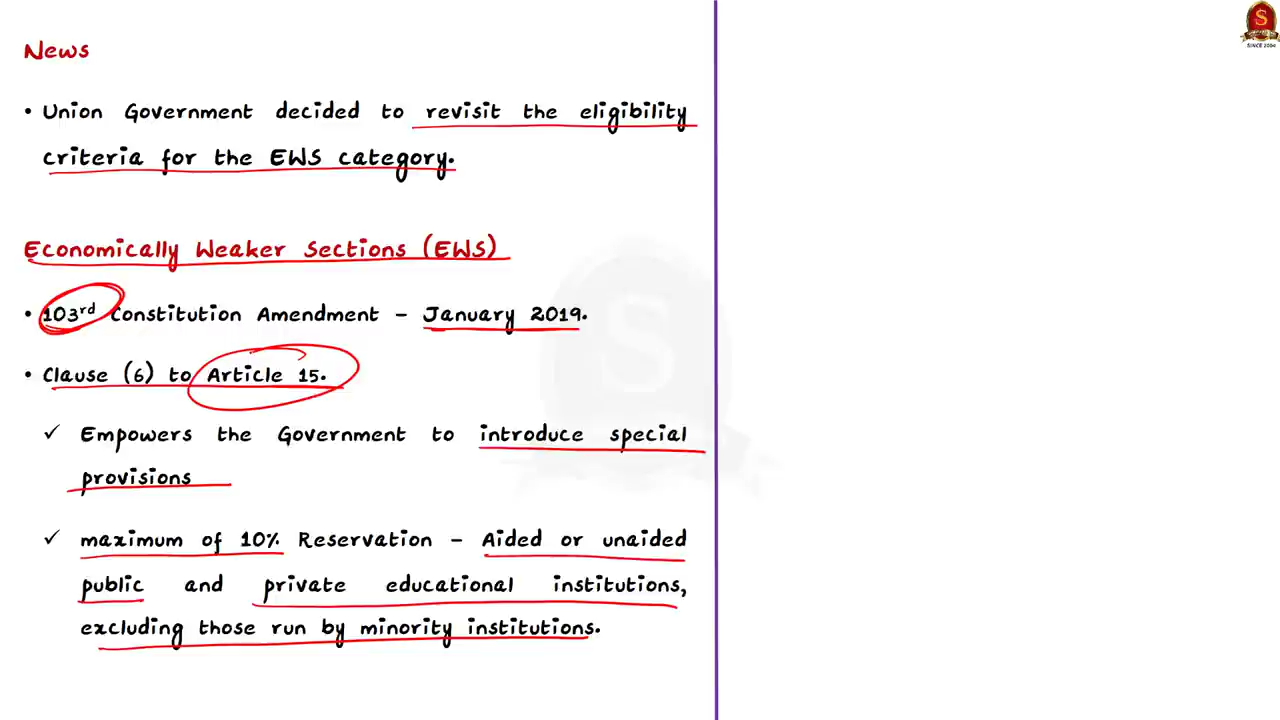 News
• Union Government decided to revisit the eligibility
criteria for the EWS category.
Economically Weaker Sections (EWS)
• 103rd Constitution Amendment – January 2019.
• Clause (6) to Article 15.
✓ Empowers the Government to introduce special
provisions
✓ maximum of 10% Reservation – Aided or unaided
public and private educational institutions,
excluding those run by minority institutions.
S
SINCE 2004
S